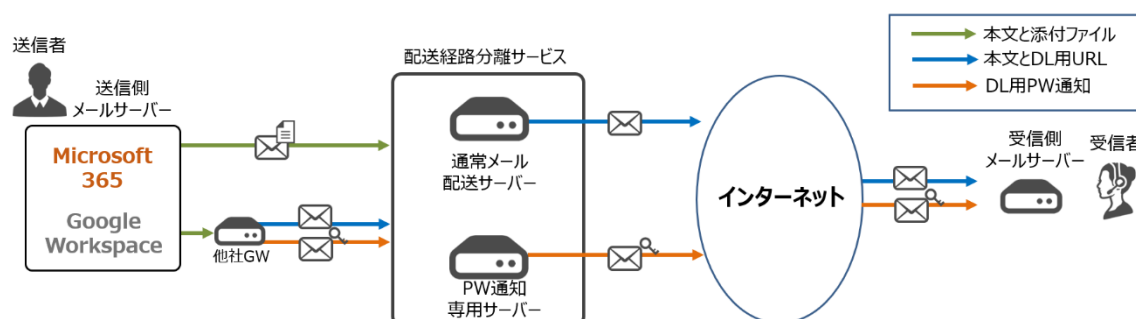 送信者
送信側
メールサーバー
Microsoft
365
Google
Workspace
他社GW
配送経路分離サービス
通常メール
配送サーバー
PW通知
専用サーバー
インターネット
本文と添付ファイル
本文とDL用URL
DL用PW通知
受信側
メールサーバー
受信者